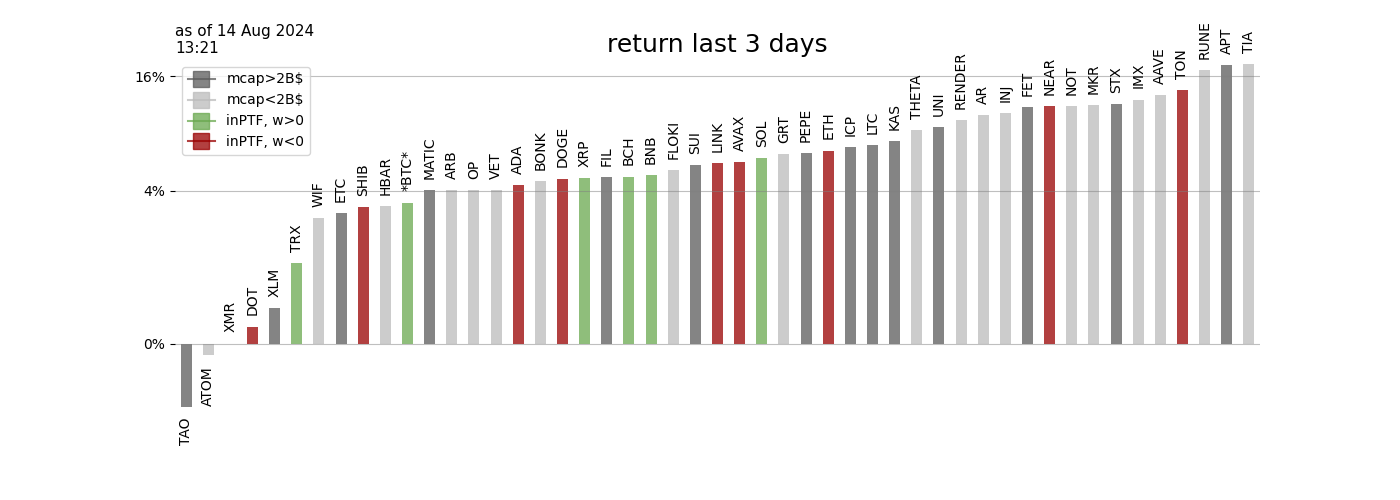 as of 14 Aug 2024
13:21
return last 3 days
mcap>2B$
mcap<2B$
inPTF, w>0
inPTF, w<0
16%
4%
0%
TAO
ATOM
XMR
DOT
XLM
TRX
WIF
ETC
SHIB
HBAR
*BTC*
MATIC
ARB
OP
VET
ADA
BONK
DOGE
XRP
FIL
BCH
BNB
FLOKI
SUI
LINK
AVAX
SOL
GRT
PEPE
ETH
ICP
LTC
KAS
THETA
UNI
RENDER
AR
INJ
FET
NEAR
NOT
MKR
STX
IMX
AAVE
TON
RUNE
APT
TIA